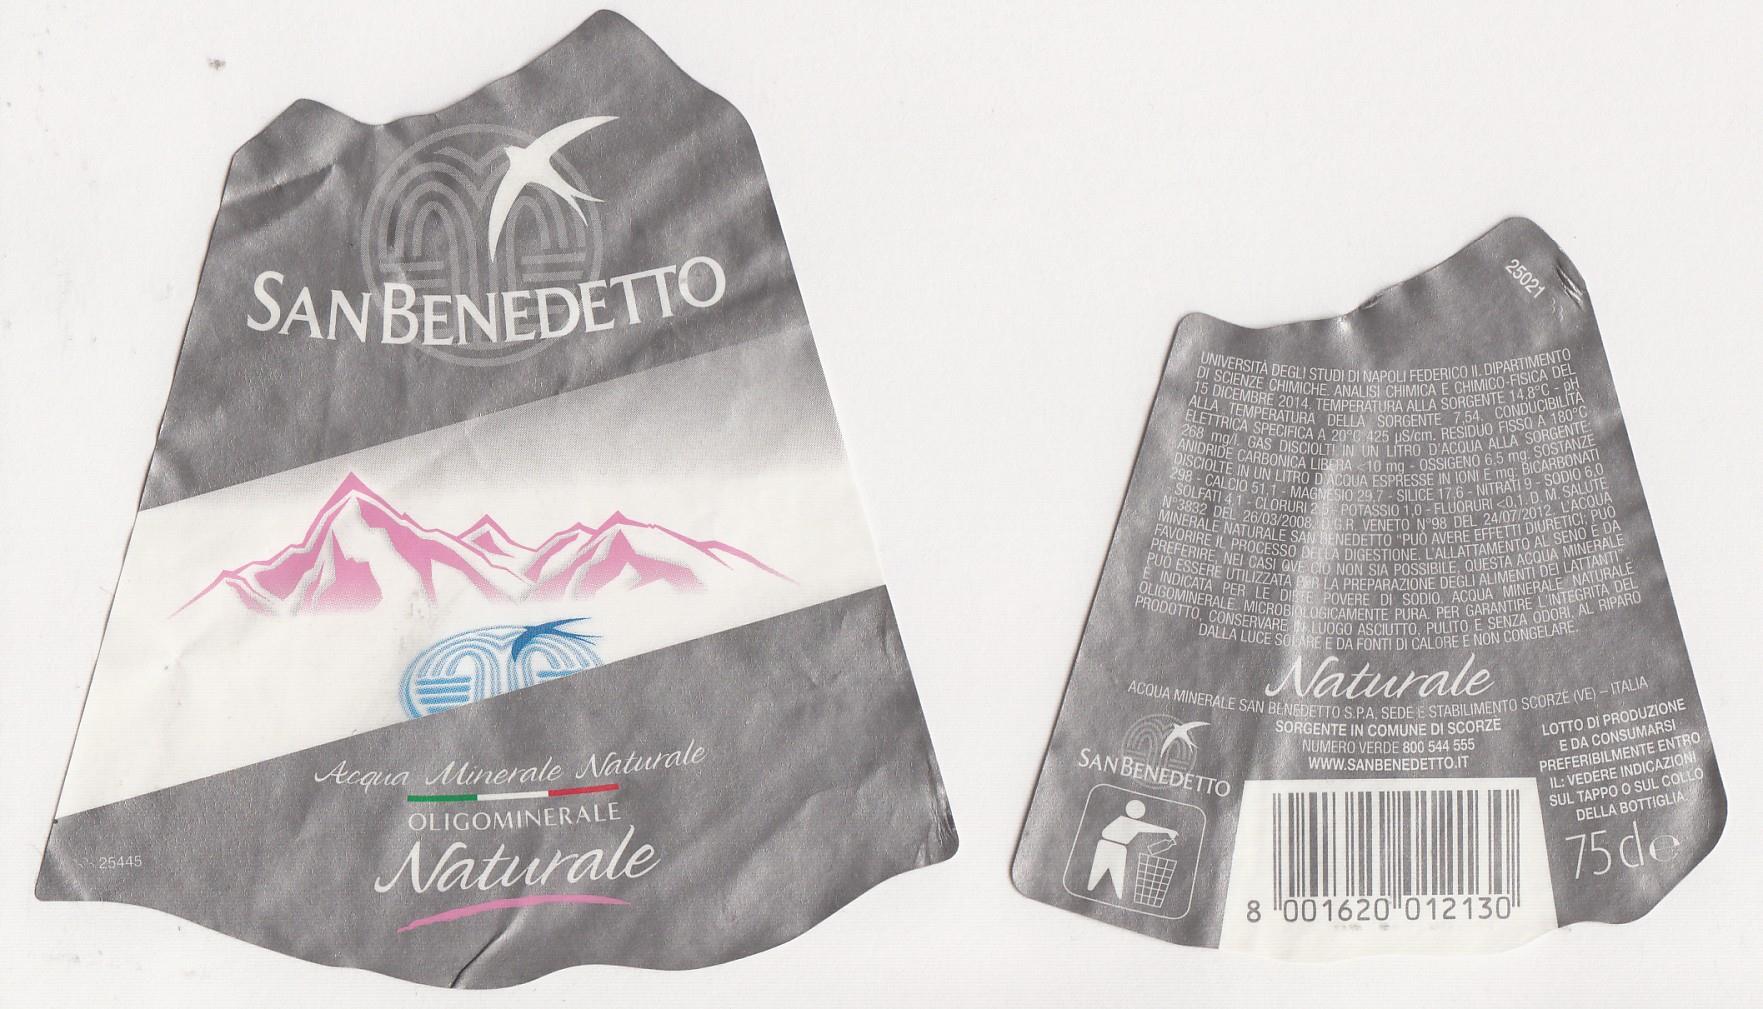 SAN BENEDETTO
Acqua Minerale Naturale
OLIGOMINERALE
Naturale
25445
25021
UNIVERSITÀ DEGLI STUDI DI NAPOLI FEDERICO II. DIPARTIMENTO
DI SCIENZE CHIMICHE. ANALISI CHIMICA E CHIMICO-FISICA DEL
15 DICEMBRE 2014. TEMPERATURA ALLA SORGENTE 14,8°C - pH
ALLA TEMPERATURA DELLA SORGENTE 7,54. CONDUCIBILITÀ
ELETTRICA SPECIFICA A 20°C 425 µS/cm. RESIDUO FISSO A 180°C
268 mg/l. GAS DISCIOLTI IN UN LITRO D'ACQUA ALLA SORGENTE:
ANIDRIDE CARBONICA LIBERA <10 mg - OSSIGENO 6,5 mg. SOSTANZE
DISCIOLTE IN UN LITRO D'ACQUA ESPRESSE IN IONI E mg: BICARBONATI
298 - CALCIO 51,1 - MAGNESIO 29,7 - SILICE 17,6 - NITRATI 9 - SODIO 6,0
- SOLFATI 4,1 - CLORURI POTASSIO 1,0 - FLUORURI <0,1. D. M. SALUTE
N°3832 DEL 26/03/2008. D.G.R. VENETO N°98 DEL 24/07/2012. L'ACQUA
MINERALE NATURALE SAN BENEDETTO "PUÒ AVERE EFFETTI DIURETICI; PUÒ
FAVORIRE IL PROCESSO DELLA DIGESTIONE. L'ALLATTAMENTO AL SENO È DA
PREFERIRE, NEI CASI OVE CIÒ NON SIA POSSIBILE, QUESTA ACQUA MINERALE
PUÒ ESSERE UTILIZZATA PER LA PREPARAZIONE DEGLI ALIMENTI DEI LATTANTI".
È INDICATA PER LE DIETE POVERE DI SODIO. ACQUA MINERALE NATURALE
OLIGOMINERALE. MICROBIOLOGICAMENTE PURA. PER GARANTIRE L'INTEGRITÀ DEL
PRODOTTO, CONSERVARE IN LUOGO ASCIUTTO, PULITO E SENZA ODORI, AL RIPARO
DALLA LUCE SOLARE E DA FONTI DI CALORE E NON CONGELARE.
Naturale
ACQUA MINERALE SAN BENEDETTO S.P.A. SEDE E STABILIMENTO SCORZÈ (VE) – ITALIA
SORGENTE IN COMUNE DI SCORZÈ
NUMERO VERDE 800 544 555
WWW.SANBENEDETTO.IT
SAN BENEDETTO
LOTTO DI PRODUZIONE
E DA CONSUMARSI
PREFERIBILMENTE ENTRO
IL: VEDERE INDICAZIONI
SUL TAPPO O SUL COLLO
DELLA BOTTIGLIA.
75 cl e
8 001620 012130